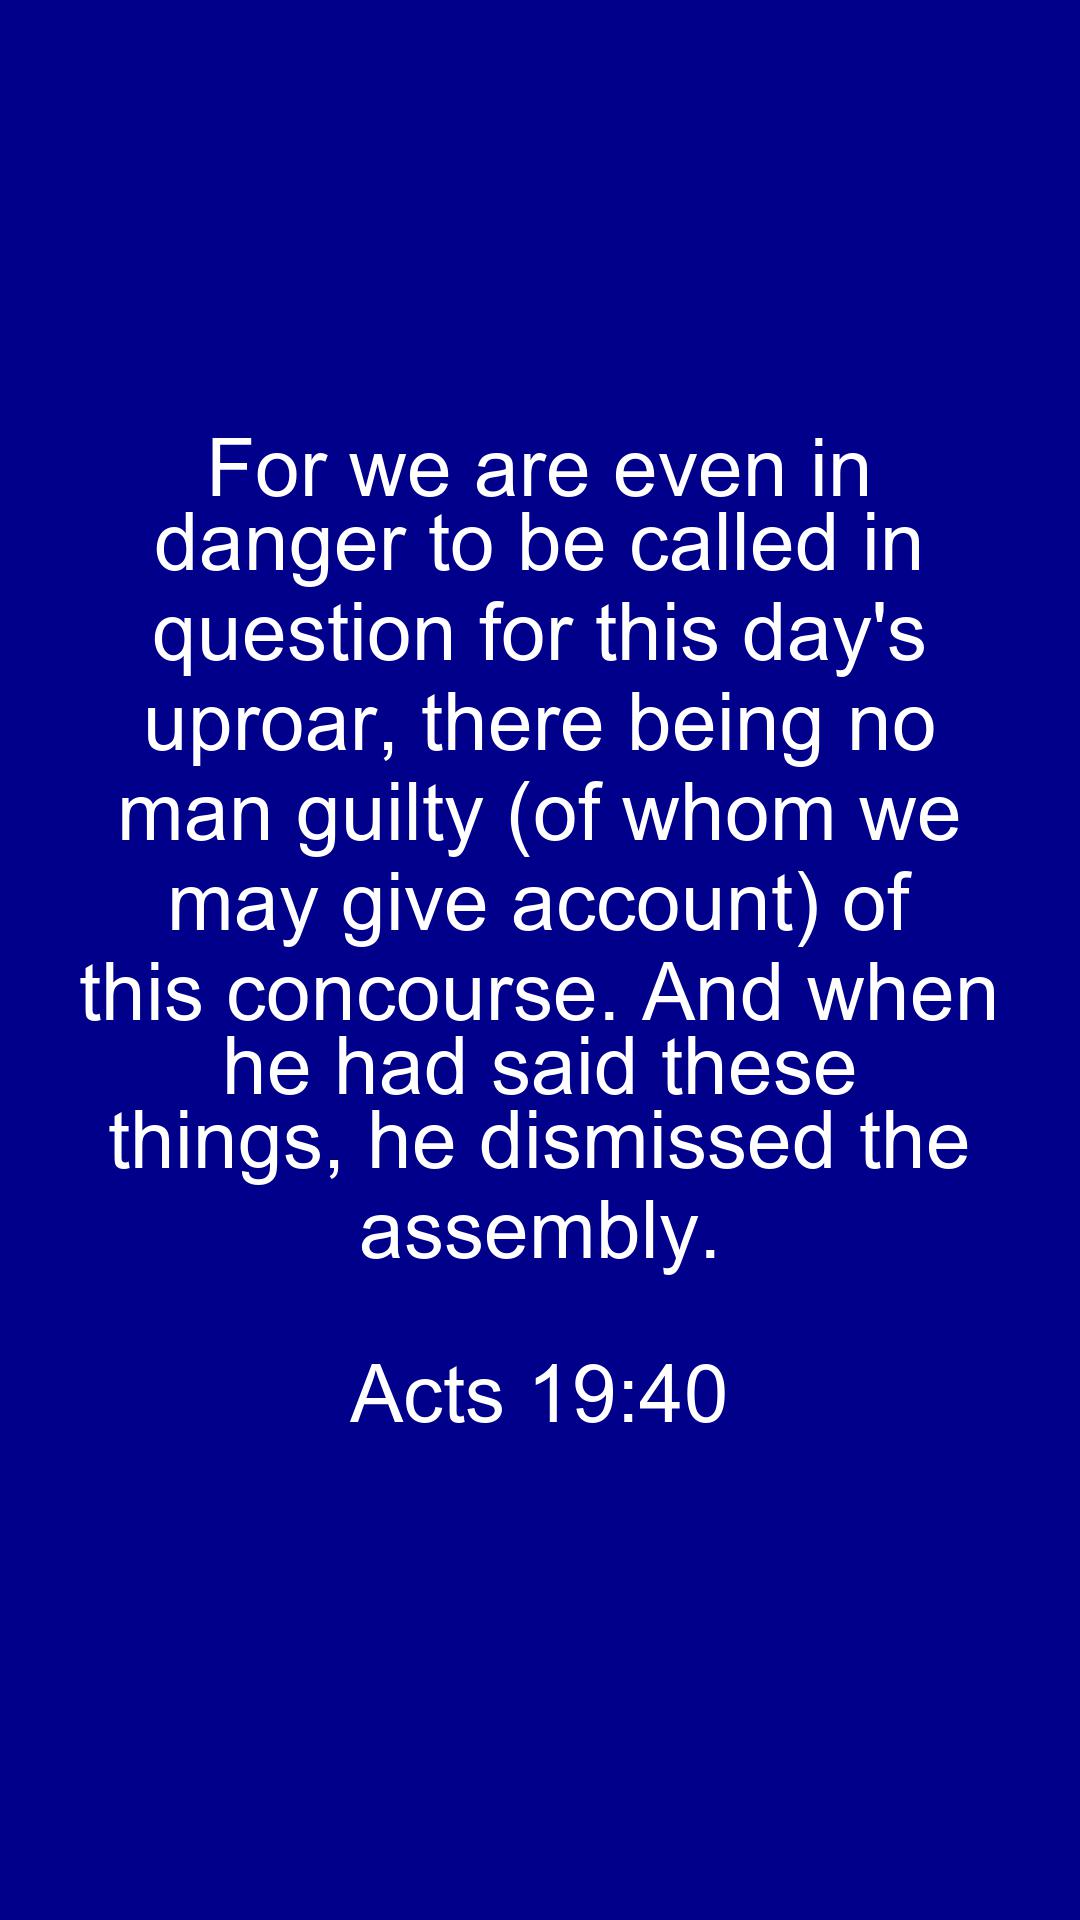 For we are even in
danger to be called in
question for this day's
uproar, there being no
man guilty (of whom we
may give account) of
this concourse. And when
he had said these
things, he dismissed the
assembly.
Acts 19:40